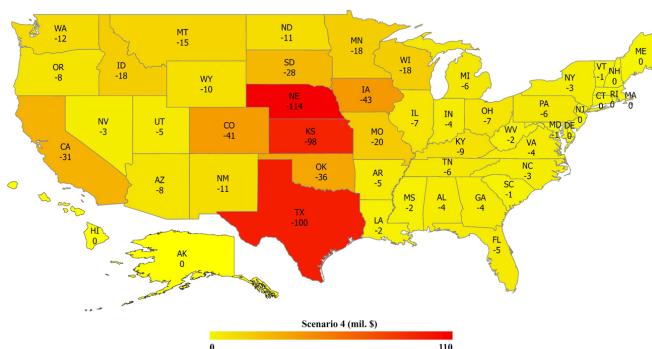 WA
-12
MT
-15
ND
-11
MN
-18
ME
0
OR
-8
ID
-18
SD
-28
WI
-18
MI
-6
VT
-1
NH
0
NY
-3
WY
-10
CT
0
RI
0
MA
0
NE
-114
IA
-43
PA
-6
NJ
0
NV
-3
UT
-5
CO
-41
IL
-7
IN
-4
OH
-7
MD
-1
DE
0
CA
-31
KS
-98
MO
-20
KY
-9
WV
-2
VA
-4
AZ
-8
NM
-11
OK
-36
AR
-5
TN
-6
NC
-3
SC
-1
TX
-100
LA
-2
MS
-2
AL
-4
GA
-4
HI
0
AK
0
FL
-5
Scenario 4 (mil. $)
0 110